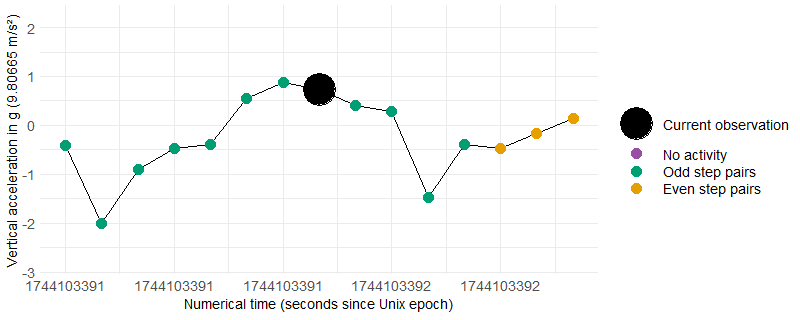 Vertical acceleration in g (9.80665 m/s²)
2
1
0
-1
-2
-3
1744103391 1744103391 1744103391 1744103392 1744103392
Numerical time (seconds since Unix epoch)
Current observation
No activity
Odd step pairs
Even step pairs